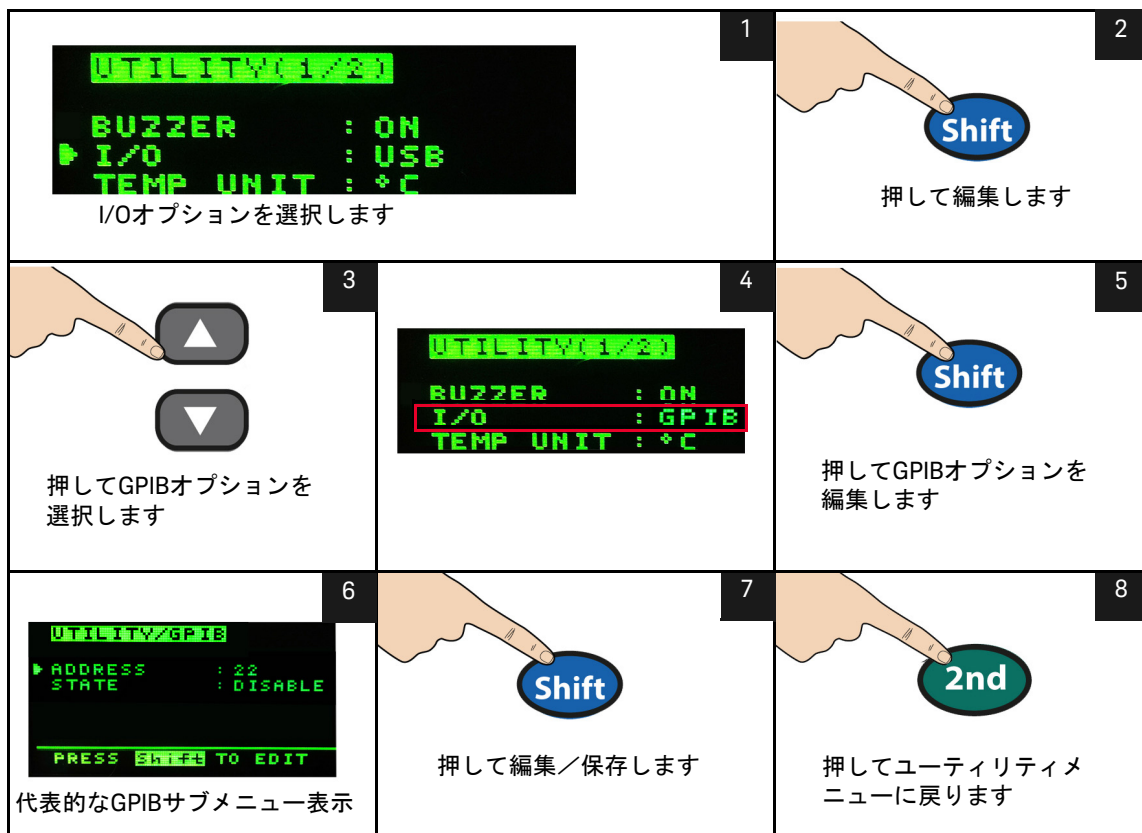 1
UTILITY(1/2)
BUZZER : ON
I/O : USB
TEMP UNIT : °C
I/Oオプションを選択します
2
Shift
押して編集します
3
押してGPIBオプションを
選択します
4
UTILITY(1/2)
BUZZER : ON
I/O : GPIB
TEMP UNIT : °C
5
Shift
押してGPIBオプションを
編集します
6
UTILITY/GPIB
ADDRESS : 22
STATE : DISABLE
PRESS Shift TO EDIT
代表的なGPIBサブメニュー表示
7
Shift
押して編集／保存します
8
2nd
押してユーティリティメ
ニューに戻ります